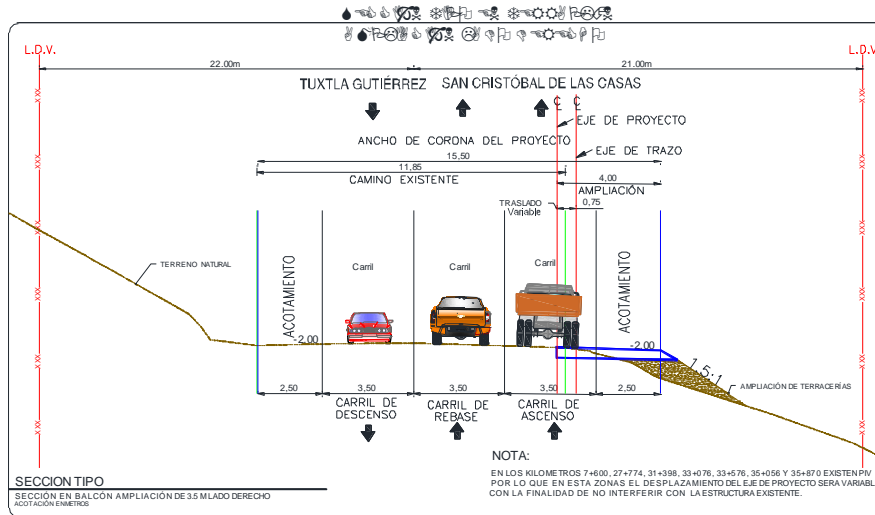 L.D.V.
L.D.V.
22.00m
21.00m
TUXTLA GUTIÉRREZ
SAN CRISTÓBAL DE LAS CASAS
EJE DE PROYECTO
ANCHO DE CORONA DEL PROYECTO
EJE DE TRAZO
15,50
11,85
CAMINO EXISTENTE
4,00
AMPLIACIÓN
TRASLADO
Variable
0,75
TERRENO NATURAL
ACOTAMIENTO
Carril
Carril
Carril
ACOTAMIENTO
-2,00
-2,00
1.5:1
AMPLIACIÓN DE TERRACERÍAS
2,50
3,50
3,50
3,50
2,50
CARRIL DE
DESCENSO
CARRIL DE
REBASE
CARRIL DE
ASCENSO
NOTA:
EN LOS KILOMETROS 7+600, 27+774, 31+398, 33+076, 33+576, 35+056 Y 35+870 EXISTEN PIV
POR LO QUE EN ESTA ZONAS EL DESPLAZAMIENTO DEL EJE DE PROYECTO SERA VARIABL
CON LA FINALIDAD DE NO INTERFERIR CON LA ESTRUCTURA EXISTENTE.
SECCION TIPO
SECCIÓN EN BALCÓN AMPLIACIÓN DE 3.5 M LADO DERECHO
ACOTACIÓN EN METROS